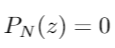 P_N(z) = 0